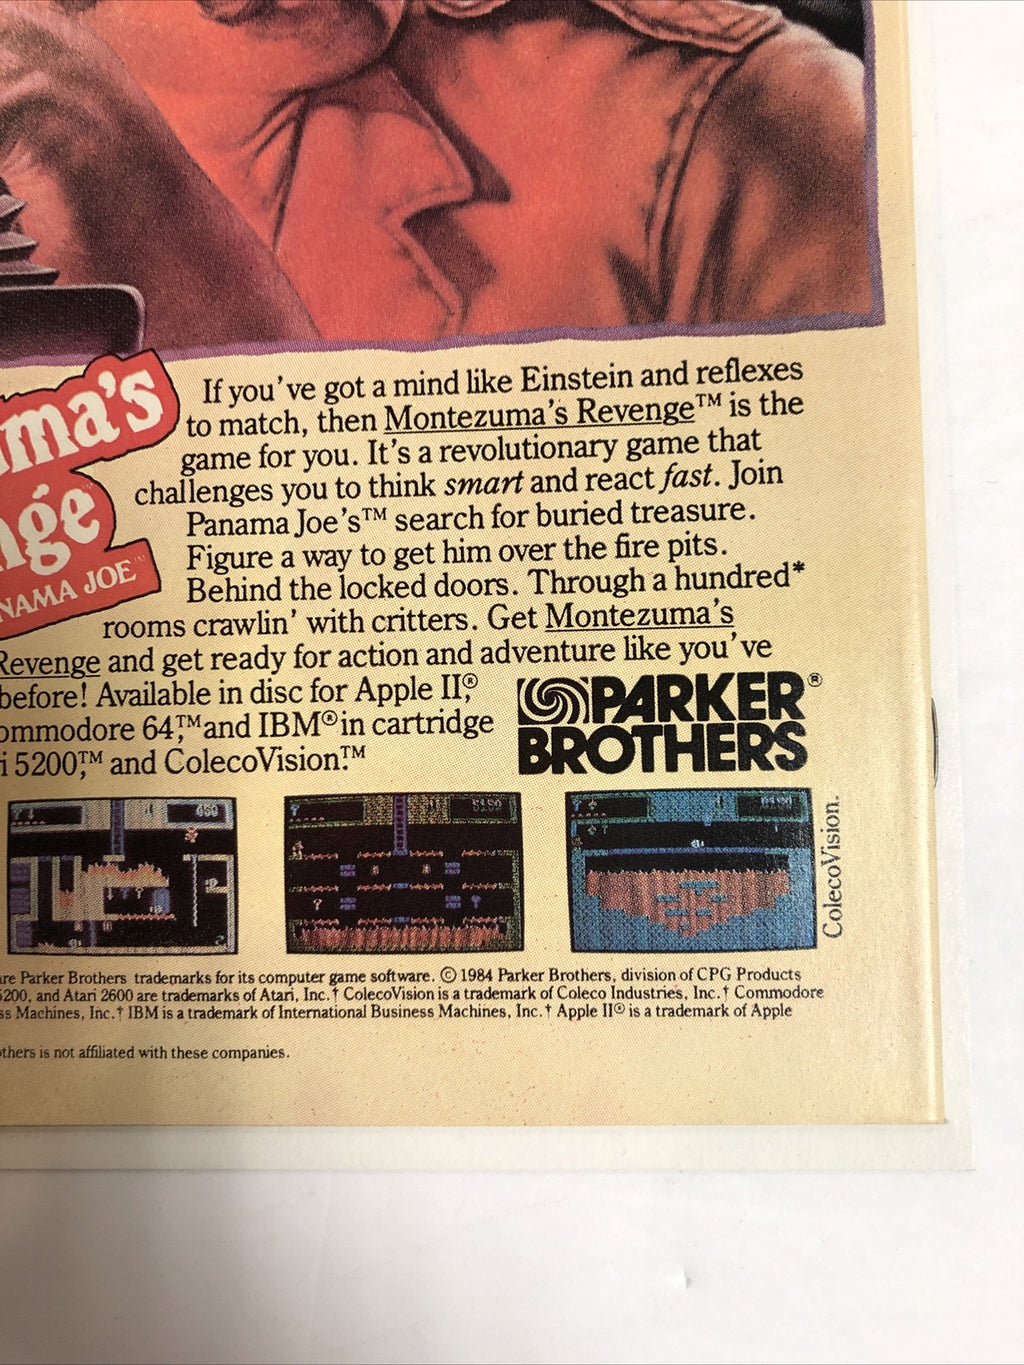 uma's
nge
NAMA JOE™
If you've got a mind like Einstein and reflexes
to match, then Montezuma's Revenge™ is the
game for you. It's a revolutionary game that
challenges you to think smart and react fast. Join
Panama Joe's™ search for buried treasure.
Figure a way to get him over the fire pits.
Behind the locked doors. Through a hundred*
rooms crawlin' with critters. Get Montezuma's
Revenge and get ready for action and adventure like you've
before! Available in disc for Apple II,®
ommodore 64,™ and IBM® in cartridge
i 5200,™ and ColecoVision.™
PARKER®
BROTHERS
ColecoVision.
re Parker Brothers trademarks for its computer game software. © 1984 Parker Brothers, division of CPG Products
5200, and Atari 2600 are trademarks of Atari, Inc.† ColecoVision is a trademark of Coleco Industries, Inc.† Commodore
ss Machines, Inc.† IBM is a trademark of International Business Machines, Inc.† Apple II® is a trademark of Apple
thers is not affiliated with these companies.